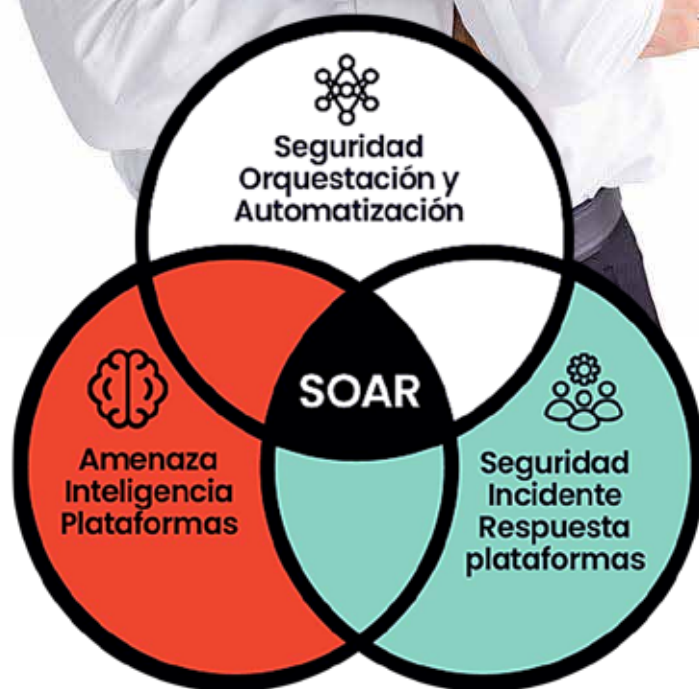 Seguridad
Orquestación y
Automatización
SOAR
Amenaza
Inteligencia
Plataformas
Seguridad
Incidente
Respuesta
plataformas